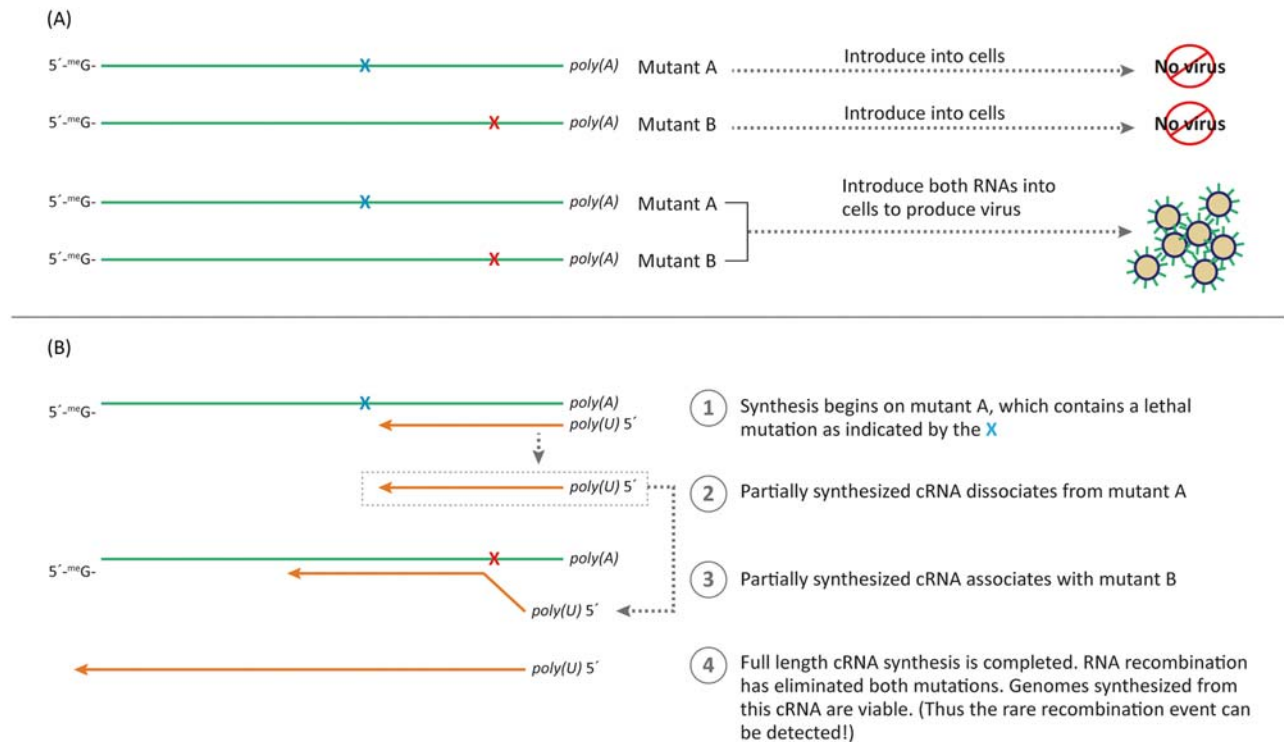 (A)
5´-ᵐᵉG- X poly(A) Mutant A Introduce into cells No virus
5´-ᵐᵉG- X poly(A) Mutant B Introduce into cells No virus
Introduce both RNAs into
cells to produce virus
5´-ᵐᵉG- X poly(A) Mutant A
5´-ᵐᵉG- X poly(A) Mutant B
(B)
5´-ᵐᵉG- X poly(A)
poly(U) 5´
1 Synthesis begins on mutant A, which contains a lethal
mutation as indicated by the X
poly(U) 5´
2 Partially synthesized cRNA dissociates from mutant A
5´-ᵐᵉG- X poly(A)
3 Partially synthesized cRNA associates with mutant B
poly(U) 5´
poly(U) 5´
4 Full length cRNA synthesis is completed. RNA recombination
has eliminated both mutations. Genomes synthesized from
this cRNA are viable. (Thus the rare recombination event can
be detected!)